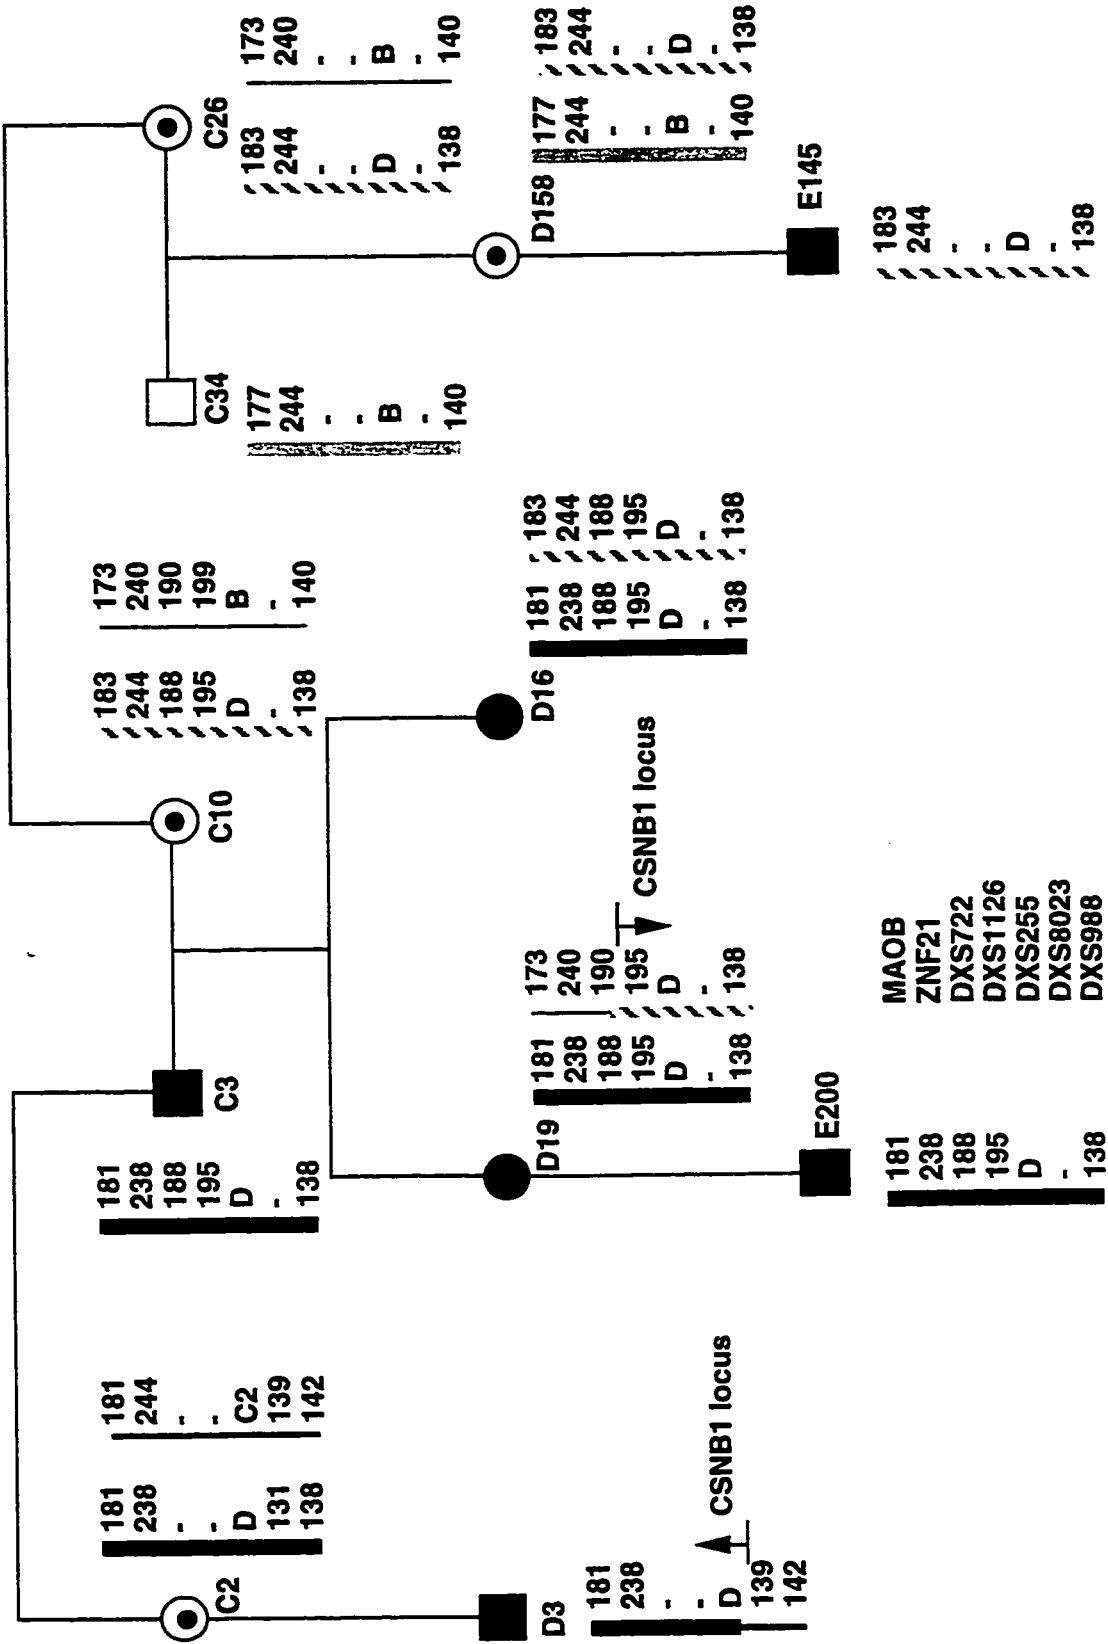 C2
181
238
-
-
D
131
138
181
244
-
-
C2
139
142
181
238
188
195
D
-
138
C3
C10
183
244
188
195
D
-
138
173
240
190
199
B
-
140
C34
177
244
-
-
B
-
140
C26
183
244
-
-
D
-
138
173
240
-
-
B
-
140
D3
181
238
-
-
D
139
142
CSNB1 locus
D19
181
238
188
195
D
-
138
173
240
190
195
D
-
138
CSNB1 locus
D16
181
238
188
195
D
-
138
183
244
188
195
D
-
138
D158
177
244
-
-
B
-
140
183
244
-
-
D
-
138
E200
181
238
188
195
D
-
138
MAOB
ZNF21
DXS722
DXS1126
DXS255
DXS8023
DXS988
E145
183
244
-
-
D
-
138